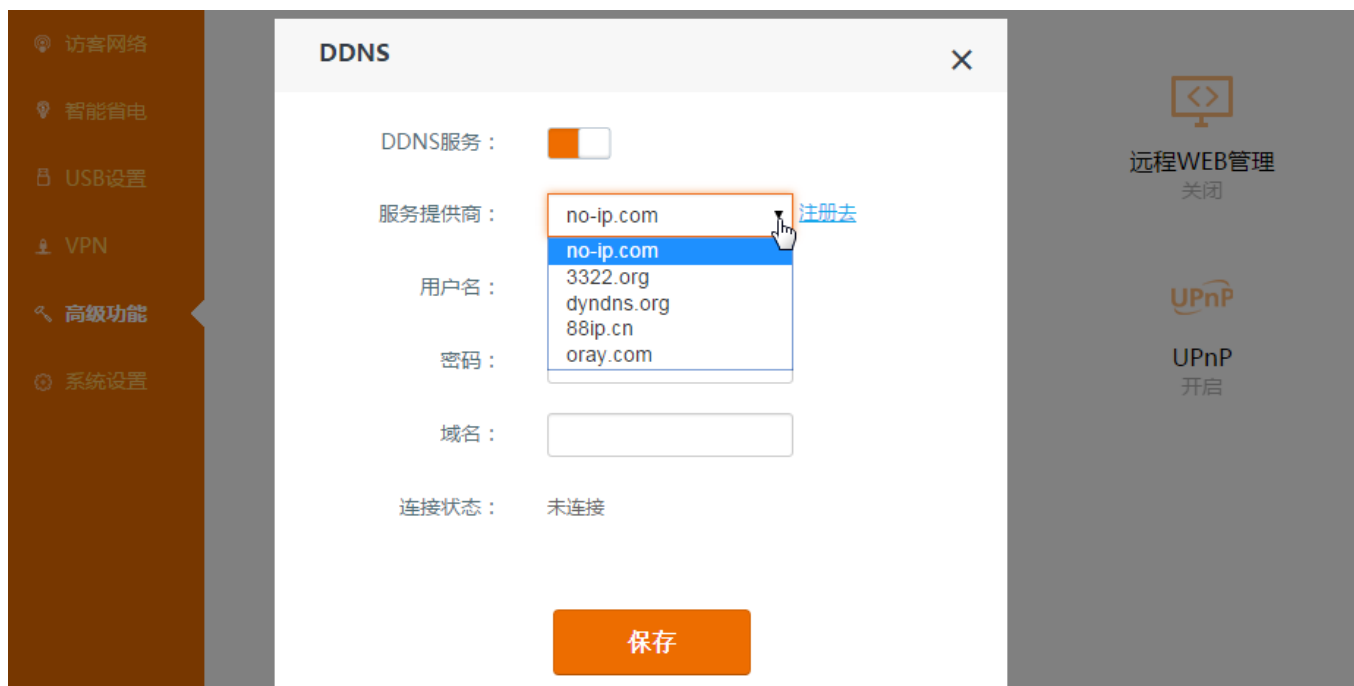 访客网络
智能省电
USB设置
VPN
高级功能
系统设置
DDNS
DDNS服务：
服务提供商：
no-ip.com
注册去
no-ip.com
3322.org
dyndns.org
88ip.cn
oray.com
用户名：
密码：
域名：
连接状态：
未连接
保存
远程WEB管理
关闭
UPnP
UPnP
开启